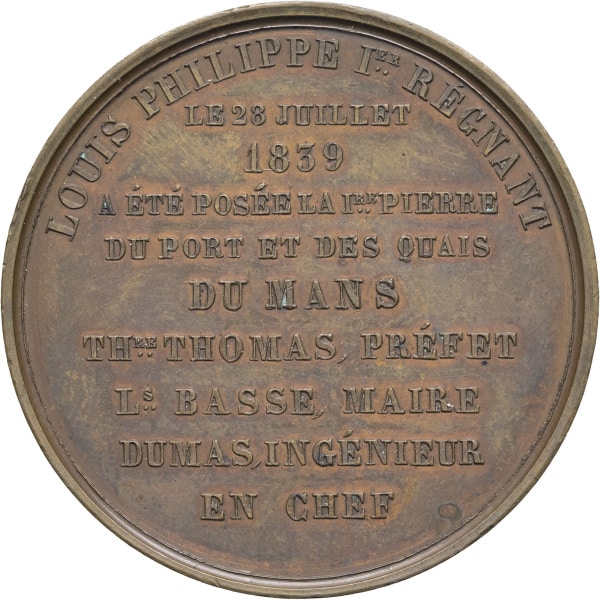 LOUIS PHILIPPE IER RÉGNANT
LE 28 JUILLET
1839
A ÉTÉ POSÉE LA IRE PIERRE
DU PORT ET DES QUAIS
DU MANS
THRE THOMAS, PRÉFET
LS BASSE, MAIRE
DUMAS, INGÉNIEUR
EN CHEF